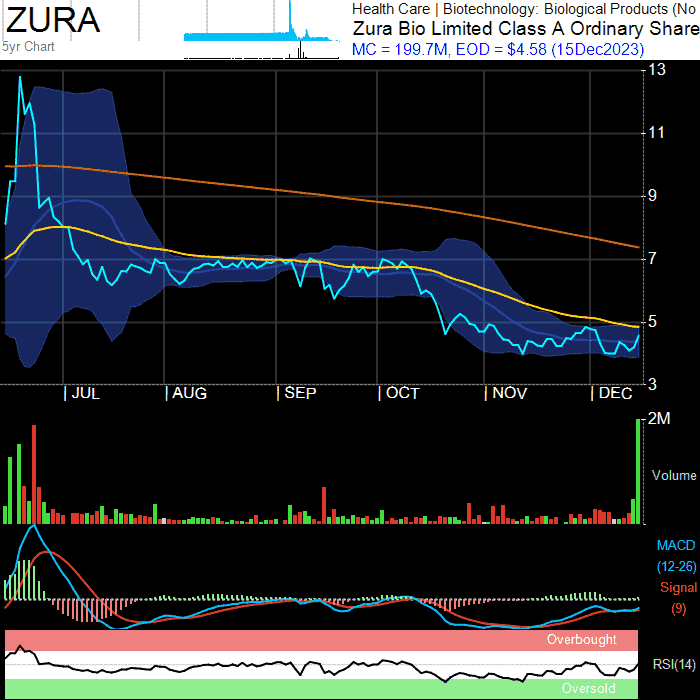 ZURA
5yr Chart
Health Care | Biotechnology: Biological Products (No
Zura Bio Limited Class A Ordinary Share
MC = 199.7M, EOD = $4.58 (15Dec2023)
13
11
9
7
5
3
| JUL | AUG | SEP | OCT | NOV | DEC
2M
Volume
MACD
(12-26)
Signal
(9)
Overbought
RSI(14)
Oversold